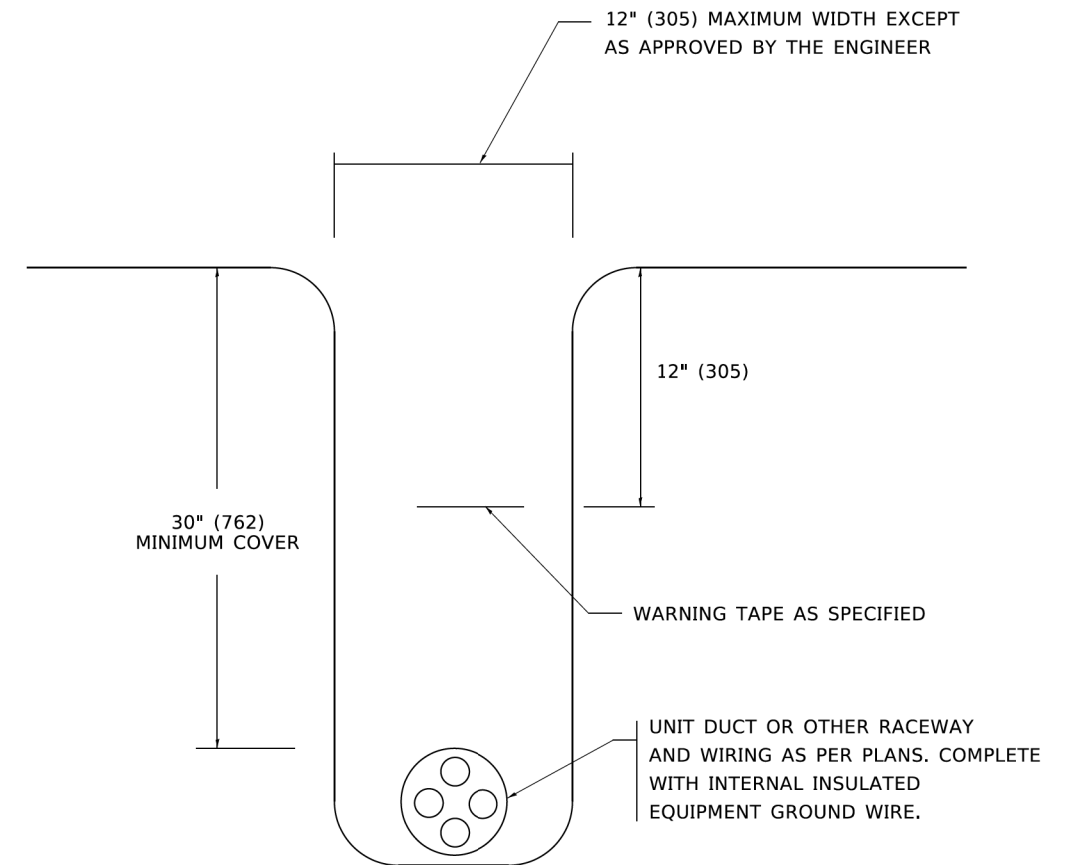 12" (305) MAXIMUM WIDTH EXCEPT
AS APPROVED BY THE ENGINEER
12" (305)
30" (762)
MINIMUM COVER
WARNING TAPE AS SPECIFIED
UNIT DUCT OR OTHER RACEWAY
AND WIRING AS PER PLANS. COMPLETE
WITH INTERNAL INSULATED
EQUIPMENT GROUND WIRE.